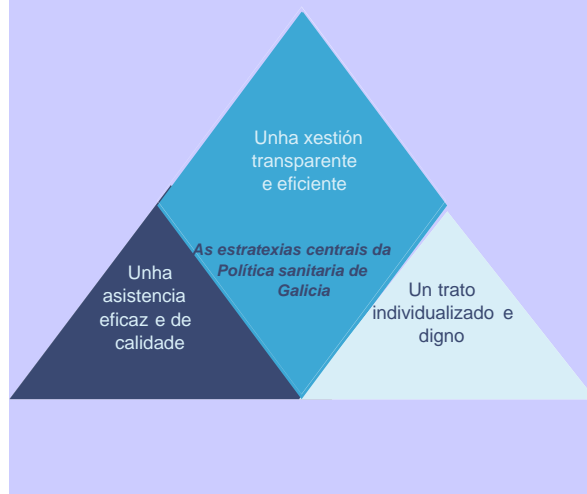 Unha xestión
transparente
e eficiente
As estratexias centrais da
Política sanitaria de
Galicia
Unha
asistencia
eficaz e de
calidade
Un trato
individualizado e
digno